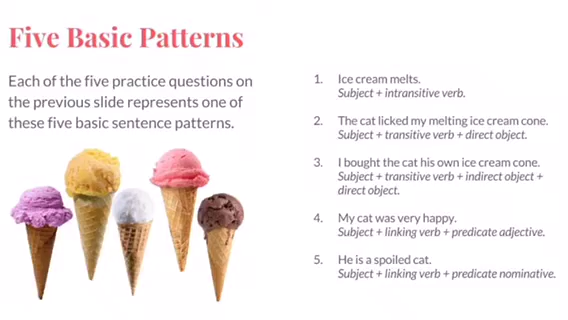 Five Basic Patterns
Each of the five practice questions on
the previous slide represents one of
these five basic sentence patterns.
1. Ice cream melts.
Subject + intransitive verb.
2. The cat licked my melting ice cream cone.
Subject + transitive verb + direct object.
3. I bought the cat his own ice cream cone.
Subject + transitive verb + indirect object +
direct object.
4. My cat was very happy.
Subject + linking verb + predicate adjective.
5. He is a spoiled cat.
Subject + linking verb + predicate nominative.